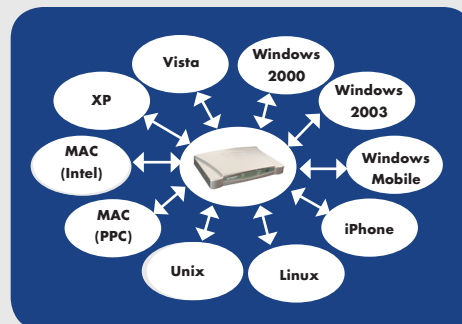 Vista
Windows
2000
XP
Windows
2003
MAC
(Intel)
Windows
Mobile
MAC
(PPC)
iPhone
Unix
Linux